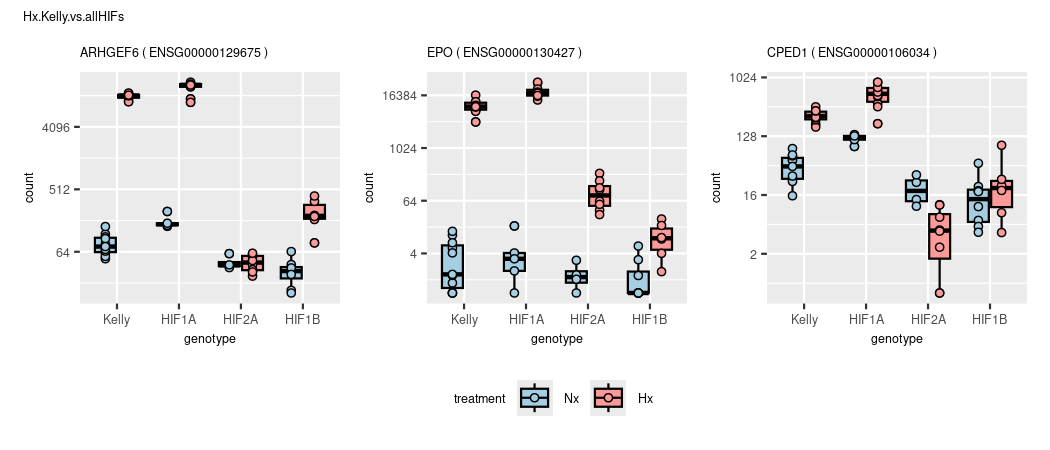 Hx.Kelly.vs.allHIFs
ARHGEF6 ( ENSG00000129675 )
4096
512
64
count
Kelly HIF1A HIF2A HIF1B
genotype
EPO ( ENSG00000130427 )
16384
1024
64
4
count
Kelly HIF1A HIF2A HIF1B
genotype
CPED1 ( ENSG00000106034 )
1024
128
16
2
count
Kelly HIF1A HIF2A HIF1B
genotype
treatment Nx Hx